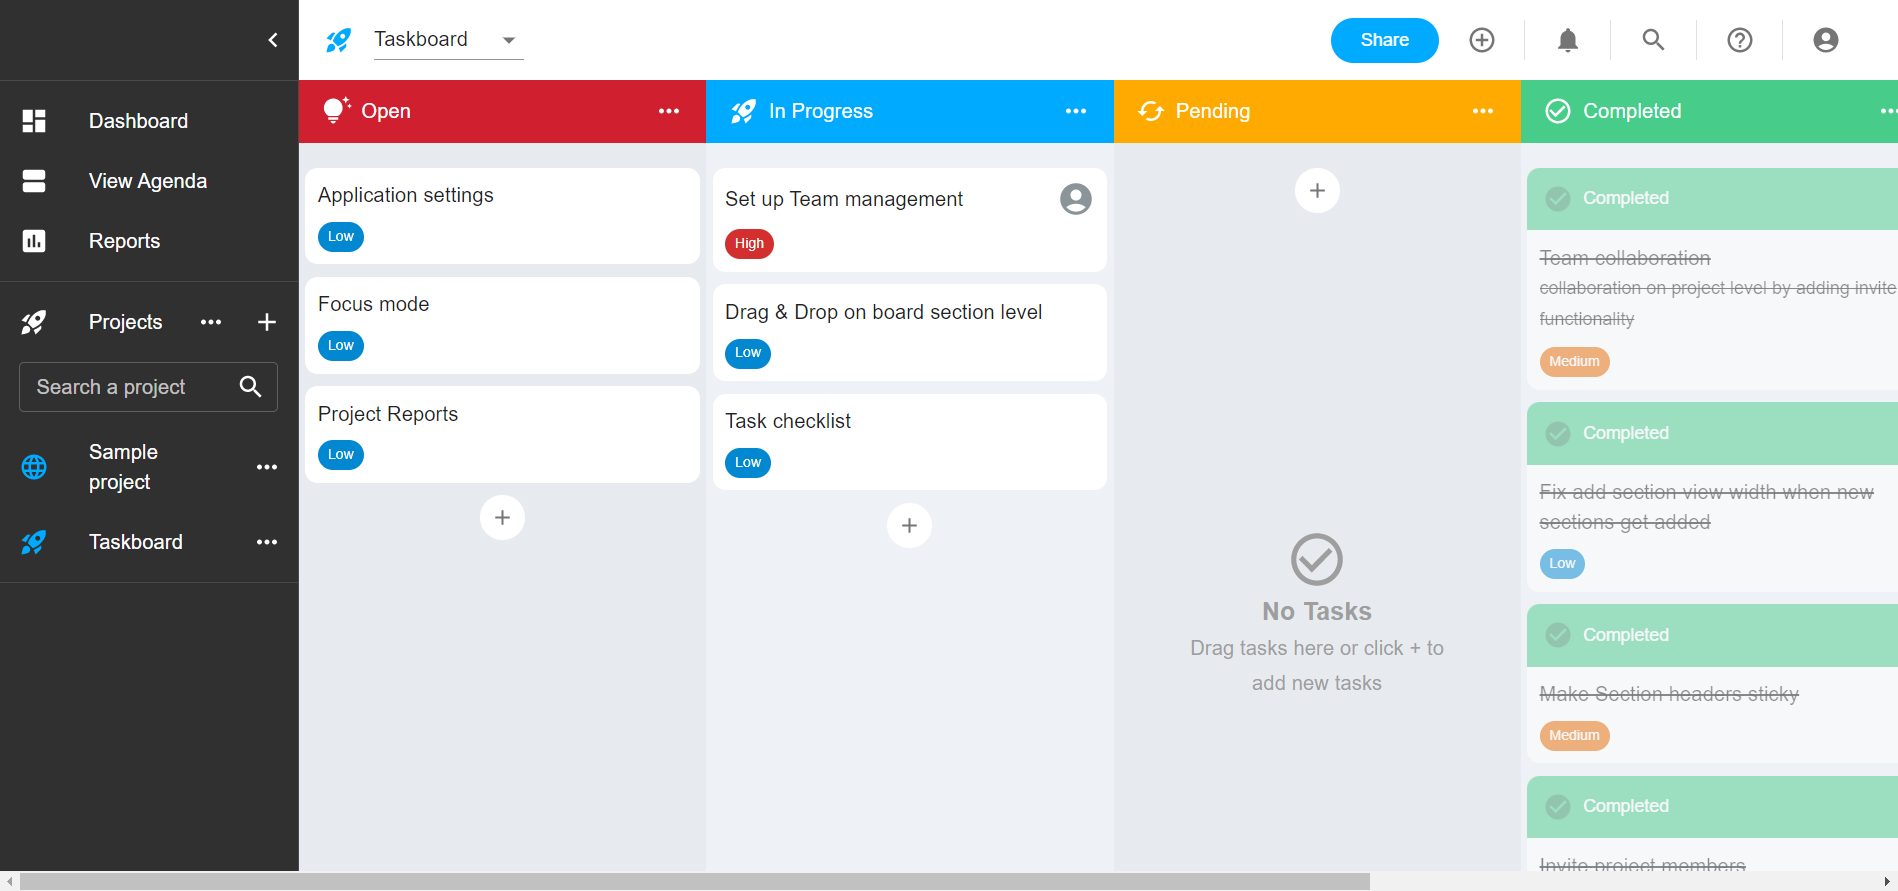 Taskboard
Share
Dashboard
View Agenda
Reports
Projects
Search a project
Sample
project
Taskboard
Open
Application settings
Low
Focus mode
Low
Project Reports
Low
In Progress
Set up Team management
High
Drag & Drop on board section level
Low
Task checklist
Low
Pending
No Tasks
Drag tasks here or click + to
add new tasks
Completed
Completed
Team collaboration
collaboration on project level by adding invite
functionality
Medium
Completed
Fix add section view width when new
sections get added
Low
Completed
Make Section headers sticky
Medium
Completed
Invite project members